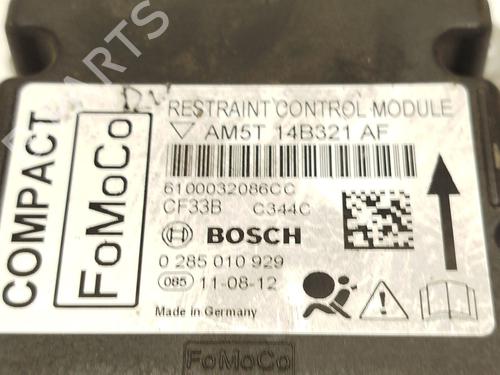 COMPACT
FoMoCo
RESTRAINT CONTROL MODULE
AM5T 14B321 AF
6100032086CC
CF33B C344C
BOSCH
0 285 010 929
085 11-08-12
Made in Germany
FoMoCo
PARTS